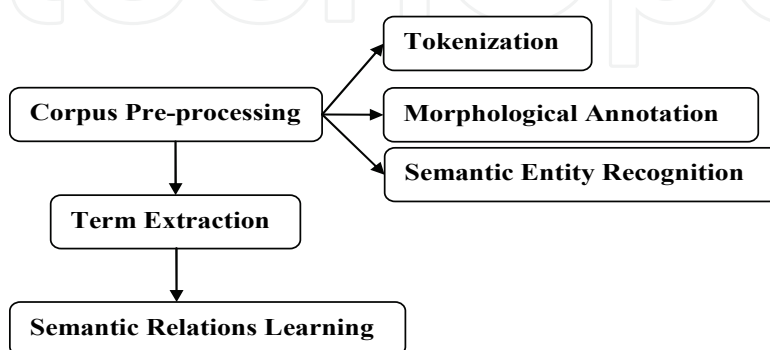 Tokenization
Corpus Pre-processing
Morphological Annotation
Semantic Entity Recognition
Term Extraction
Semantic Relations Learning